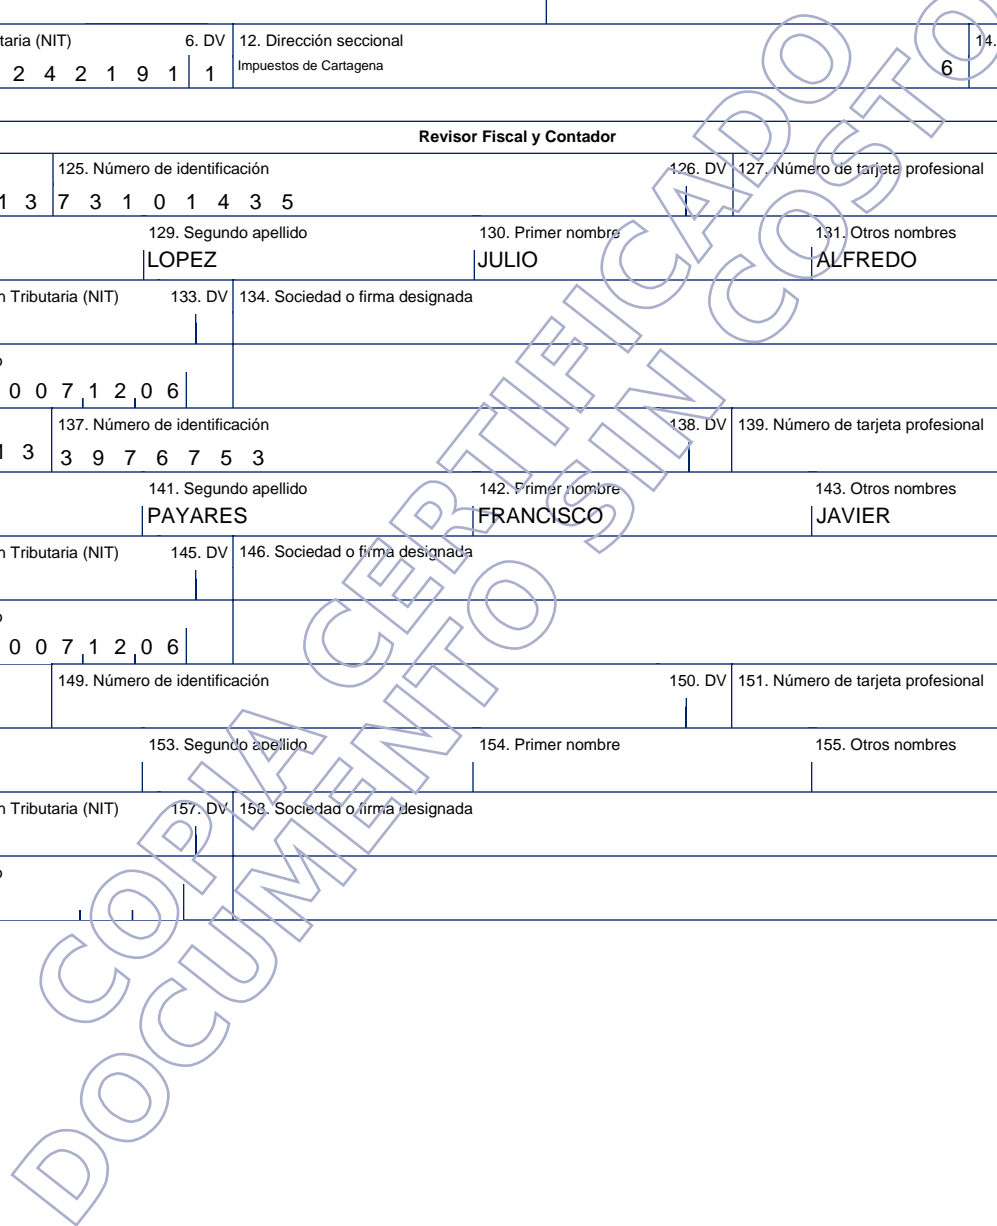 taria (NIT) 6. DV 12. Dirección seccional 14.
2 4 2 1 9 1 1 Impuestos de Cartagena 6
Revisor Fiscal y Contador
125. Número de identificación 126. DV 127. Número de tarjeta profesional
1 3 7 3 1 0 1 4 3 5
129. Segundo apellido 130. Primer nombre 131. Otros nombres
LOPEZ JULIO ALFREDO
n Tributaria (NIT) 133. DV 134. Sociedad o firma designada
o
0 0 7 1 2 0 6
137. Número de identificación 138. DV 139. Número de tarjeta profesional
1 3 3 9 7 6 7 5 3
141. Segundo apellido 142. Primer nombre 143. Otros nombres
PAYARES FRANCISCO JAVIER
n Tributaria (NIT) 145. DV 146. Sociedad o firma designada
o
0 0 7 1 2 0 6
149. Número de identificación 150. DV 151. Número de tarjeta profesional
153. Segundo apellido 154. Primer nombre 155. Otros nombres
n Tributaria (NIT) 157. DV 158. Sociedad o firma designada
o
COPIA CERTIFICADO
DOCUMENTO SIN COSTO